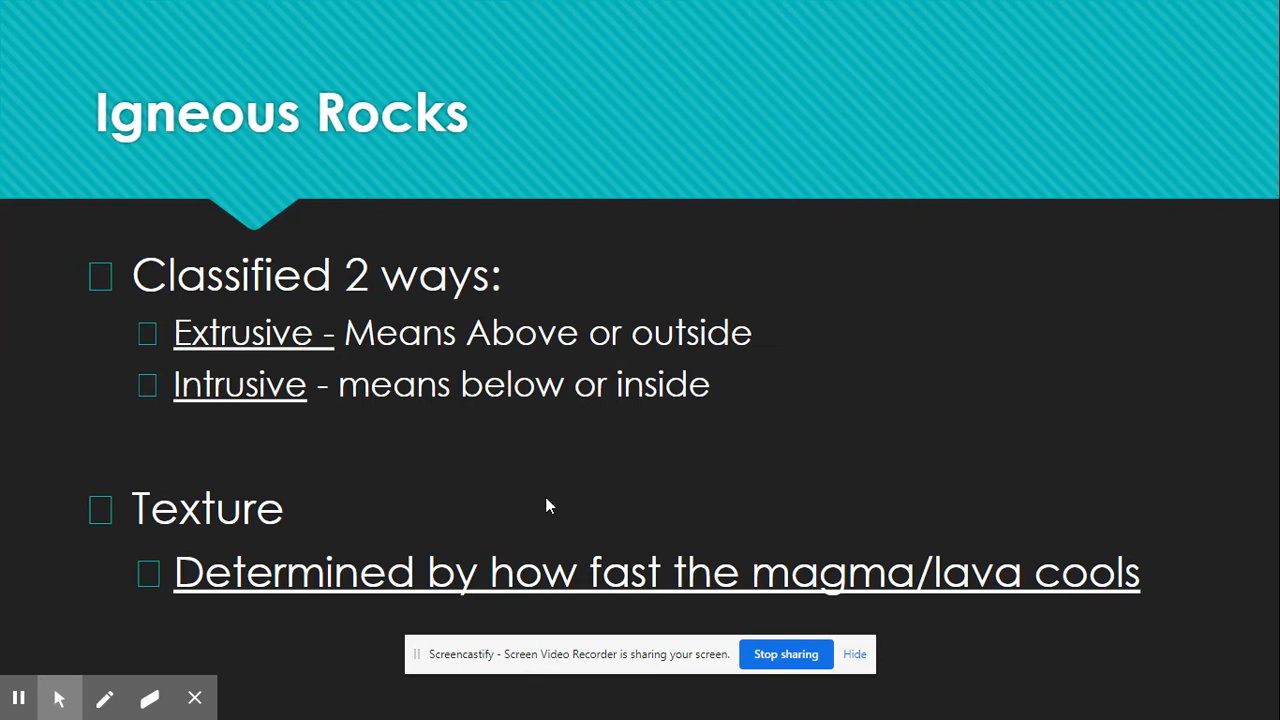 Igneous Rocks
Classified 2 ways:
Extrusive - Means Above or outside
Intrusive - means below or inside
Texture
Determined by how fast the magma/lava cools
Screencastify - Screen Video Recorder is sharing your screen. Stop sharing Hide